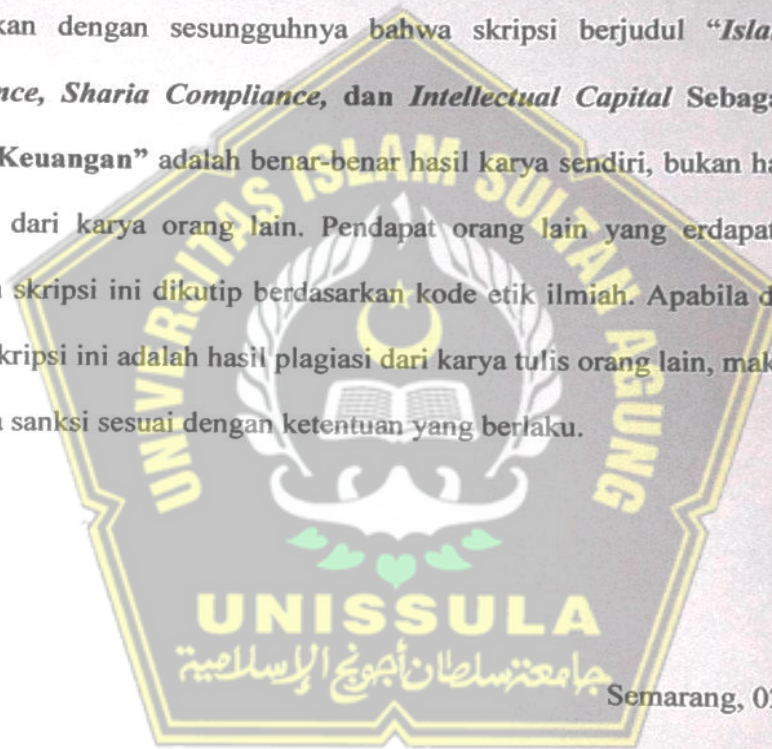 kan dengan sesungguhnya bahwa skripsi berjudul “Isla
nce, Sharia Compliance, dan Intellectual Capital Sebaga
Keuangan” adalah benar-benar hasil karya sendiri, bukan ha
dari karya orang lain. Pendapat orang lain yang erdapat
skripsi ini dikutip berdasarkan kode etik ilmiah. Apabila d
kripsi ini adalah hasil plagiasi dari karya tulis orang lain, mak
sanksi sesuai dengan ketentuan yang berlaku.
UNIVERSITAS ISLAM SULTAN AGUNG
UNISSULA
جامعة سلطان أجونج الإسلامية
Semarang, 02